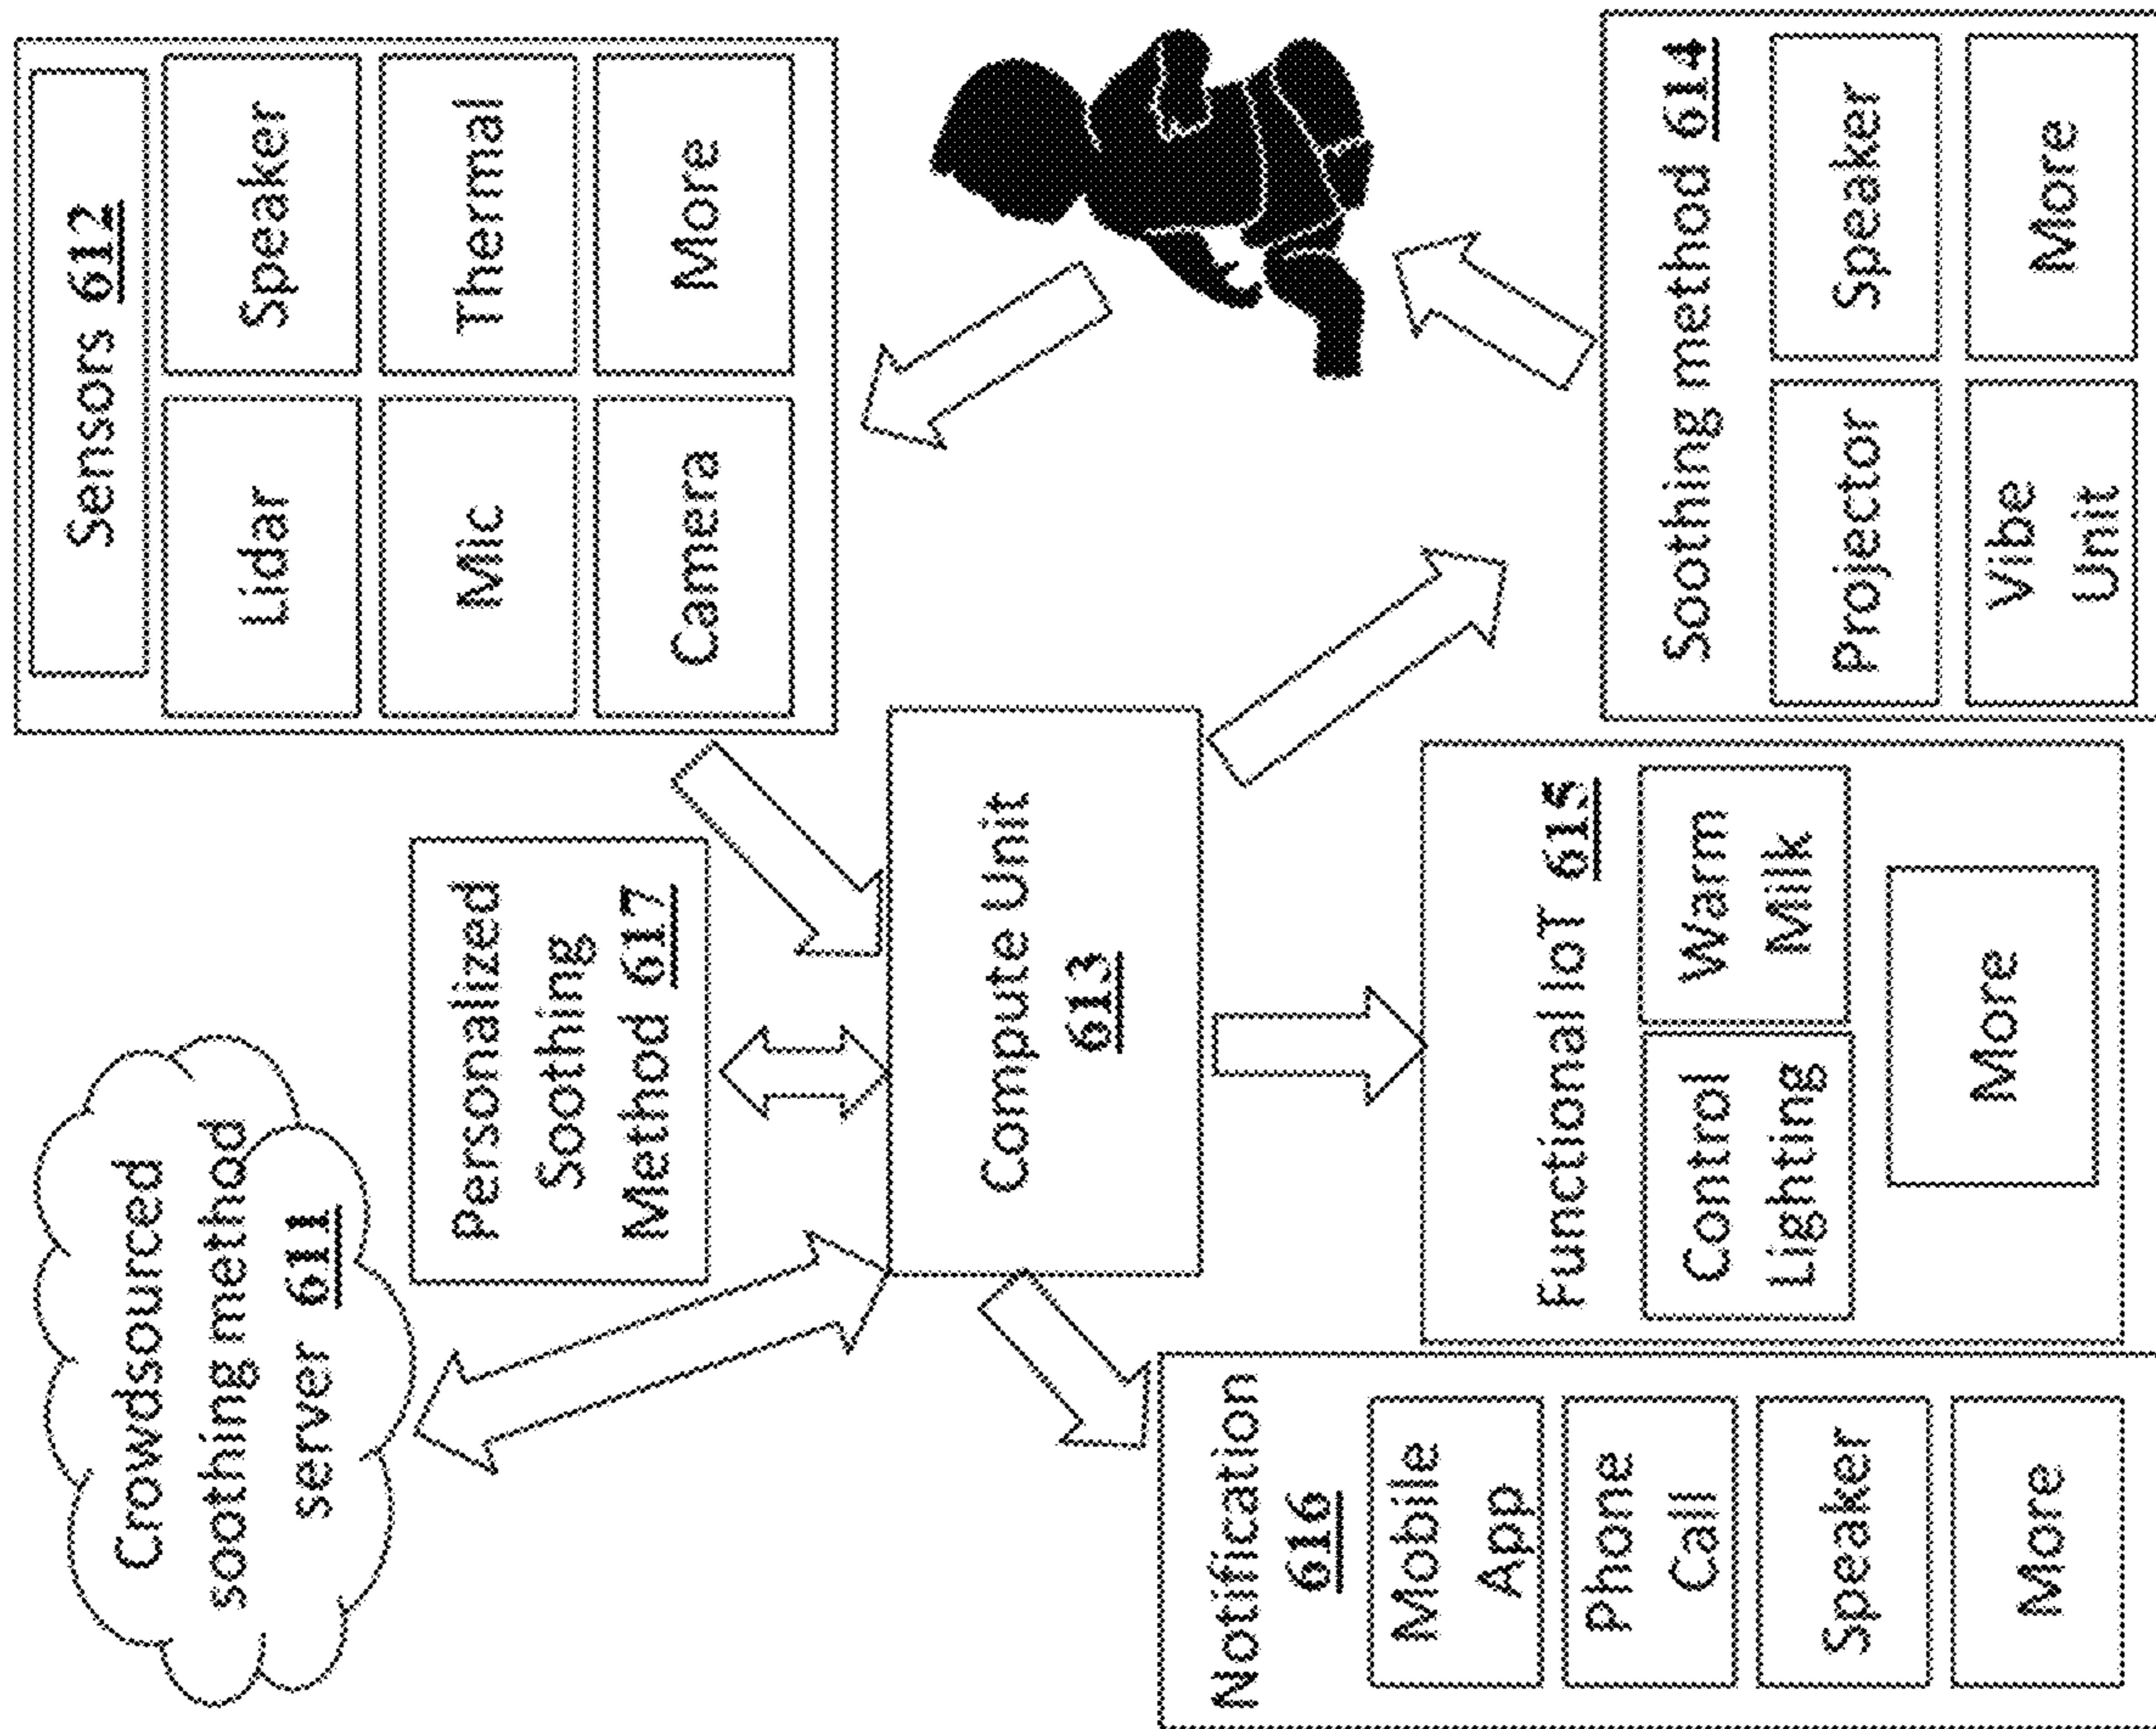 Crowdsourced
soothing method
server 611
Personalized
Soothing
Method 617
Sensors 612
Lidar
Speaker
Mic
Thermal
Camera
More
Compute Unit
613
Notification
616
Mobile
App
Phone
Call
Speaker
More
Functional IoT 615
Control
Lighting
Warm
Milk
More
Soothing method 614
Projector
Speaker
Vibe
Unit
More